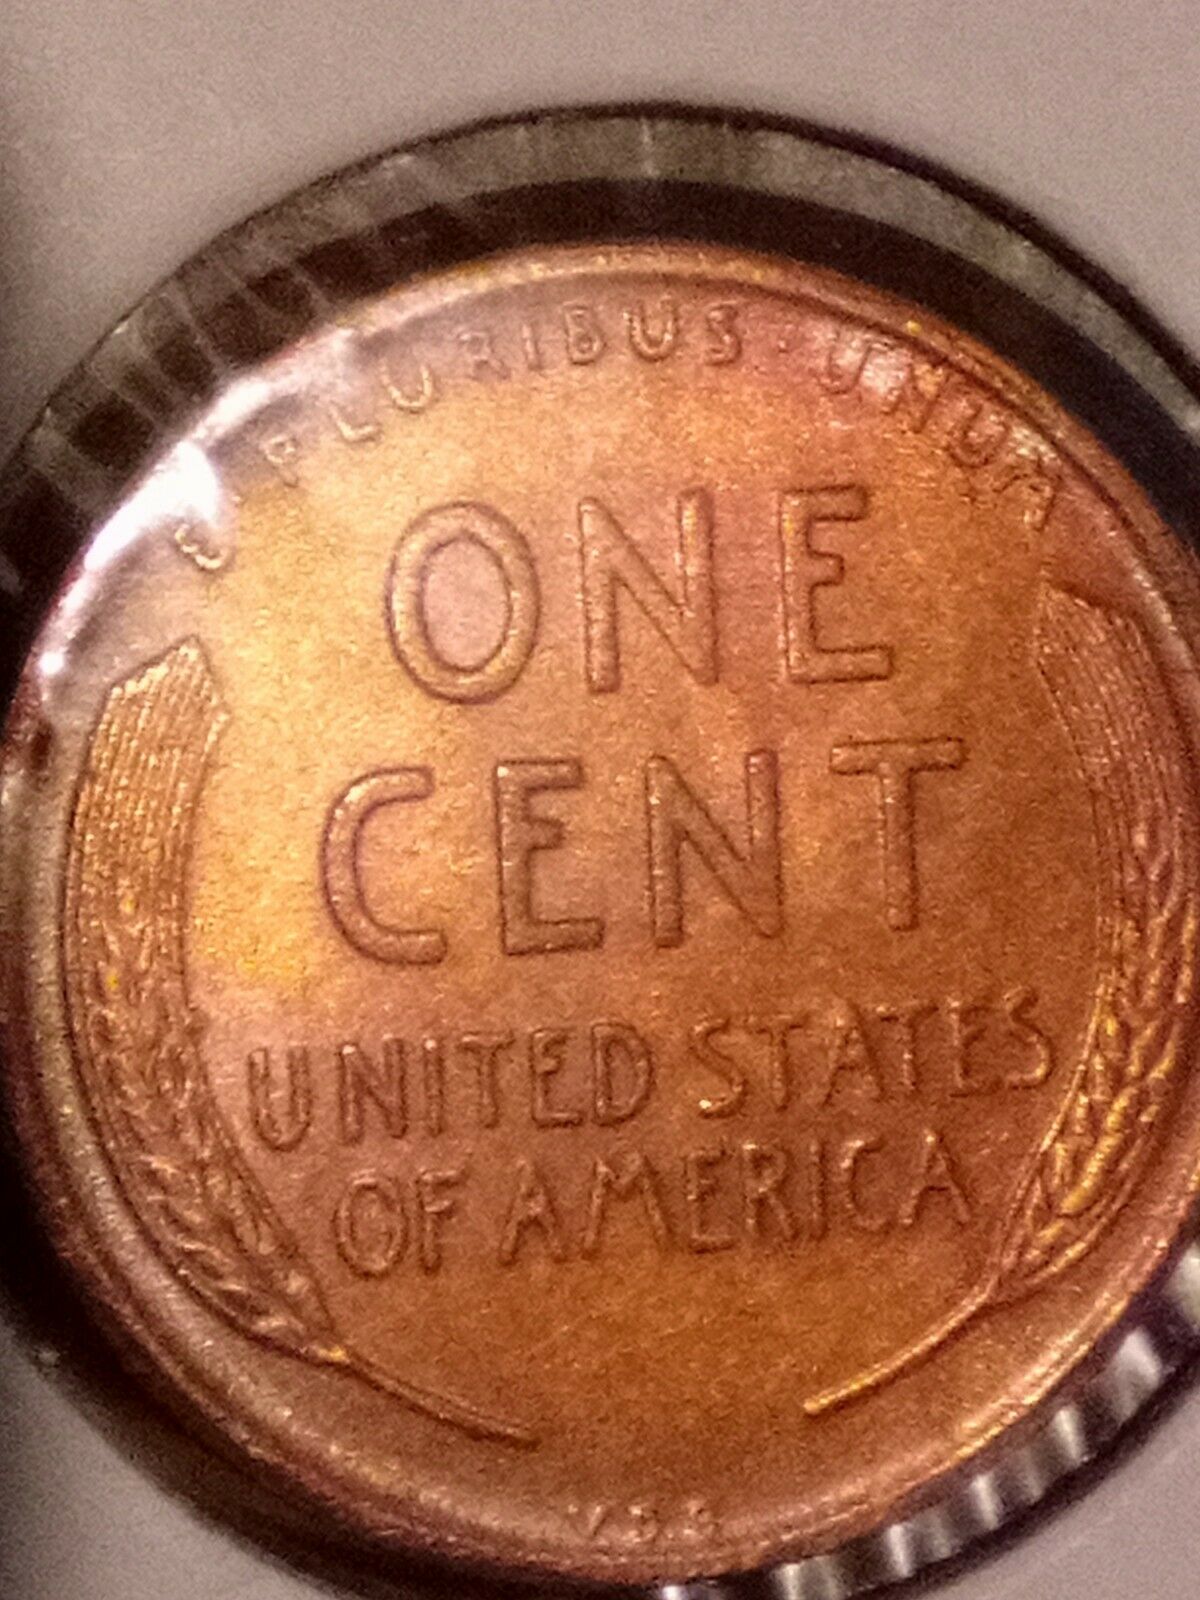 E · PLURIBUS · UNUM
ONE
CENT
UNITED STATES
OF AMERICA
V.D.B.